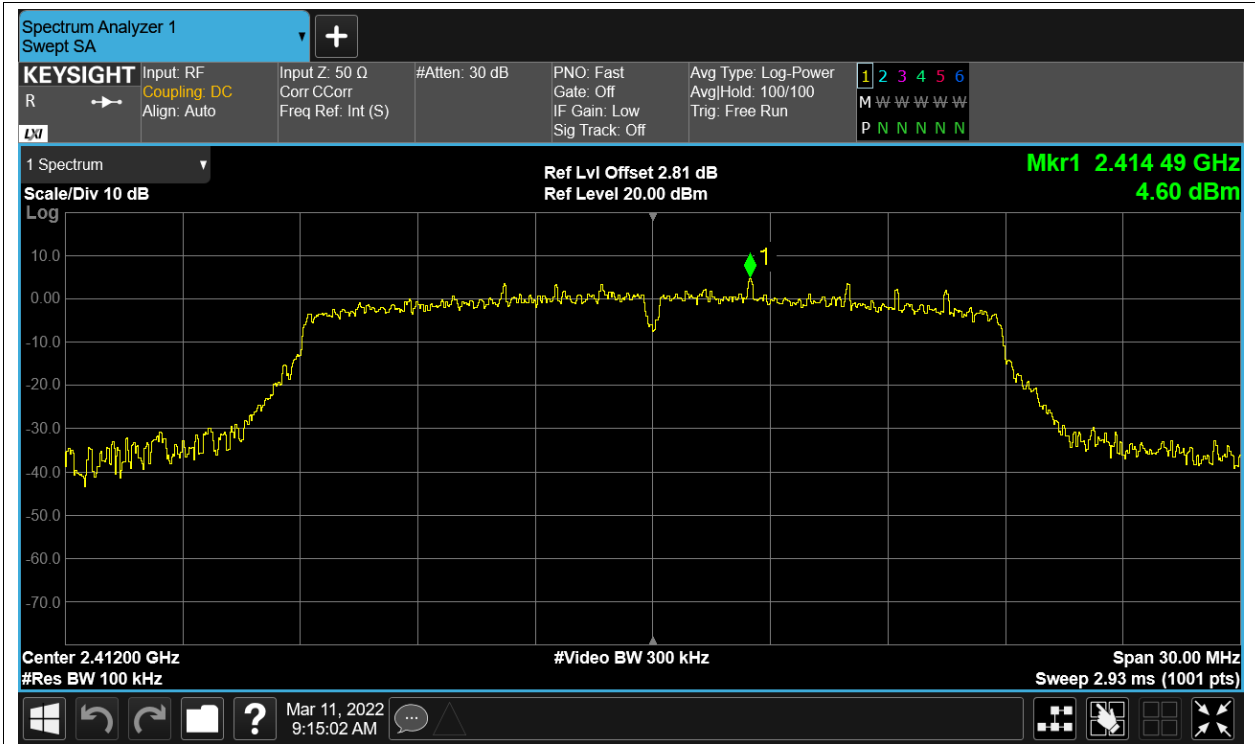 Spectrum Analyzer 1
Swept SA
KEYSIGHT
R
LXI
Input: RF
Coupling: DC
Align: Auto
Input Z: 50 Ω
Corr CCorr
Freq Ref: Int (S)
#Atten: 30 dB
PNO: Fast
Gate: Off
IF Gain: Low
Sig Track: Off
Avg Type: Log-Power
Avg|Hold: 100/100
Trig: Free Run
1 2 3 4 5 6
M W W W W W
P N N N N N
1 Spectrum
Scale/Div 10 dB
Log
Ref Lvl Offset 2.81 dB
Ref Level 20.00 dBm
Mkr1 2.414 49 GHz
4.60 dBm
1
10.0
0.00
-10.0
-20.0
-30.0
-40.0
-50.0
-60.0
-70.0
Center 2.41200 GHz
#Res BW 100 kHz
#Video BW 300 kHz
Span 30.00 MHz
Sweep 2.93 ms (1001 pts)
?
Mar 11, 2022
9:15:02 AM